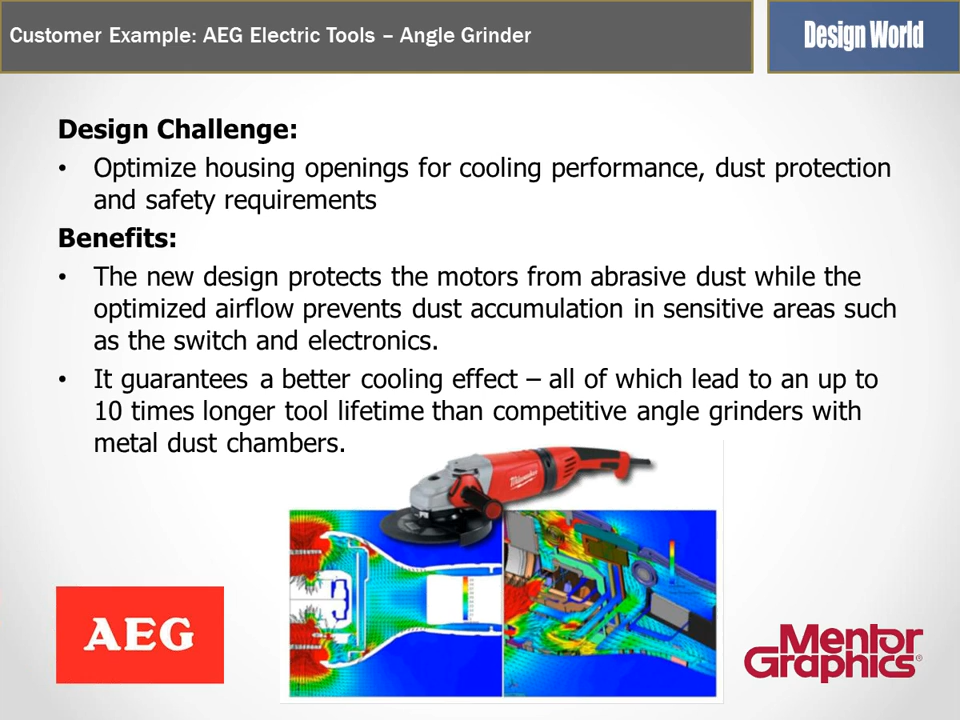 Customer Example: AEG Electric Tools – Angle Grinder
Design World
Design Challenge:
• Optimize housing openings for cooling performance, dust protection
and safety requirements
Benefits:
• The new design protects the motors from abrasive dust while the
optimized airflow prevents dust accumulation in sensitive areas such
as the switch and electronics.
• It guarantees a better cooling effect – all of which lead to an up to
10 times longer tool lifetime than competitive angle grinders with
metal dust chambers.
Milwaukee
AEG
Mentor
Graphics®